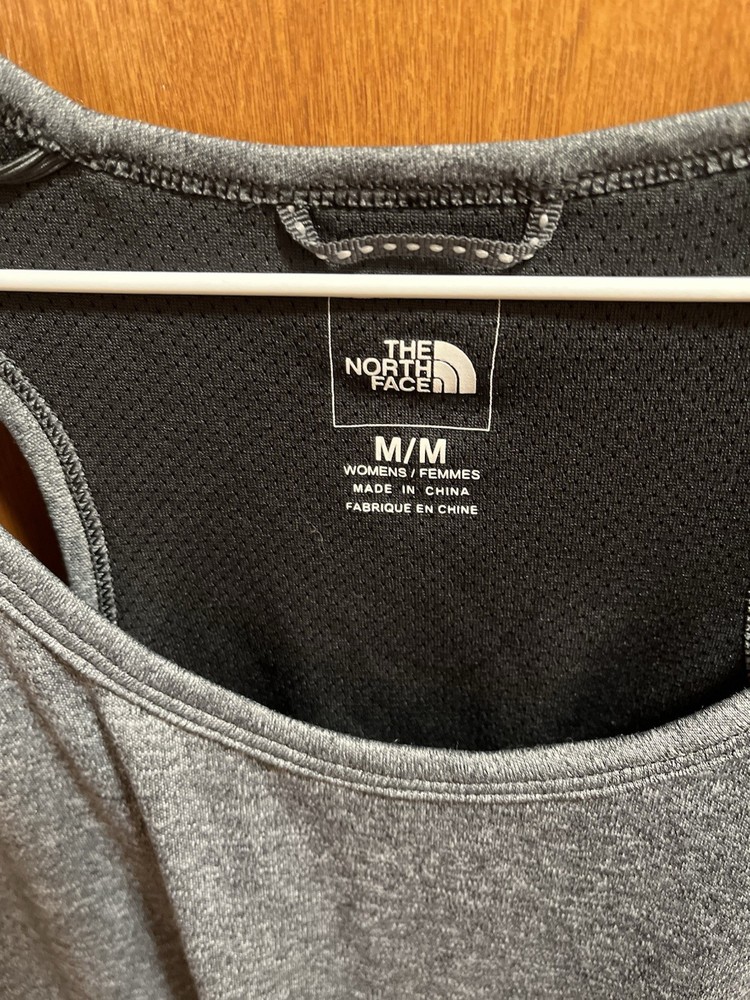 THE
NORTH
FACE
M/M
WOMENS / FEMMES
MADE IN CHINA
FABRIQUE EN CHINE